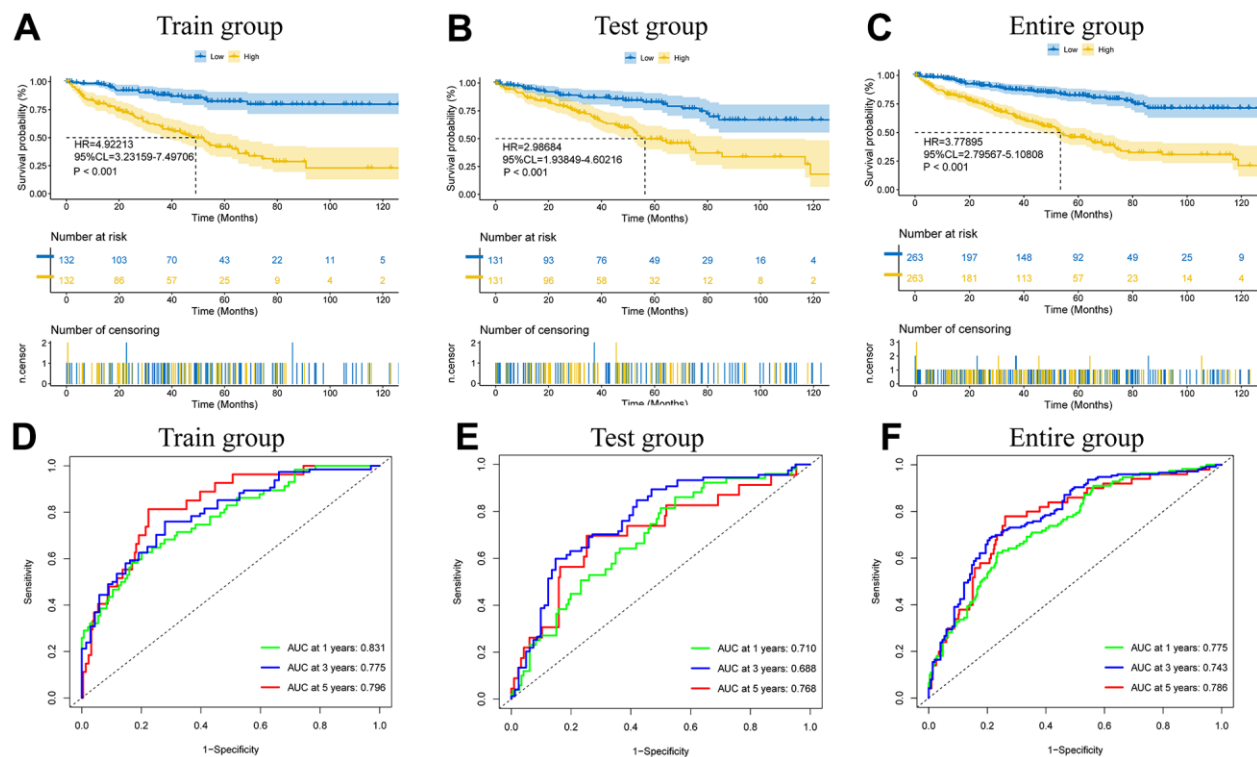 A
Train group
Low High
Survival probability (%)
1.00
0.75
0.50
0.25
0.00
HR=4.92213
95%CL=3.23159-7.49706
P < 0.001
0 20 40 60 80 100 120
Time (Months)
Number at risk
132 103 70 43 22 11 5
132 86 57 25 9 4 2
0 20 40 60 80 100 120
Time (Months)
Number of censoring
n.censor
2
1
0
0 20 40 60 80 100 120
Time (Months)
B
Test group
Low High
Survival probability (%)
1.00
0.75
0.50
0.25
0.00
HR=2.98684
95%CL=1.93849-4.60216
P < 0.001
0 20 40 60 80 100 120
Time (Months)
Number at risk
131 93 76 49 29 16 4
131 96 58 32 12 8 2
0 20 40 60 80 100 120
Time (Months)
Number of censoring
n.censor
2
1
0
0 20 40 60 80 100 120
Time (Months)
C
Entire group
Low High
Survival probability (%)
1.00
0.75
0.50
0.25
0.00
HR=3.77895
95%CL=2.79567-5.10808
P < 0.001
0 20 40 60 80 100 120
Time (Months)
Number at risk
263 197 148 92 49 25 9
263 181 113 57 23 14 4
0 20 40 60 80 100 120
Time (Months)
Number of censoring
n.censor
3
2
1
0
0 20 40 60 80 100 120
Time (Months)
D
Train group
Sensitivity
1.0
0.8
0.6
0.4
0.2
0.0
AUC at 1 years: 0.831
AUC at 3 years: 0.775
AUC at 5 years: 0.796
0.0 0.2 0.4 0.6 0.8 1.0
1−Specificity
E
Test group
Sensitivity
1.0
0.8
0.6
0.4
0.2
0.0
AUC at 1 years: 0.710
AUC at 3 years: 0.688
AUC at 5 years: 0.768
0.0 0.2 0.4 0.6 0.8 1.0
1−Specificity
F
Entire group
Sensitivity
1.0
0.8
0.6
0.4
0.2
0.0
AUC at 1 years: 0.775
AUC at 3 years: 0.743
AUC at 5 years: 0.786
0.0 0.2 0.4 0.6 0.8 1.0
1−Specificity